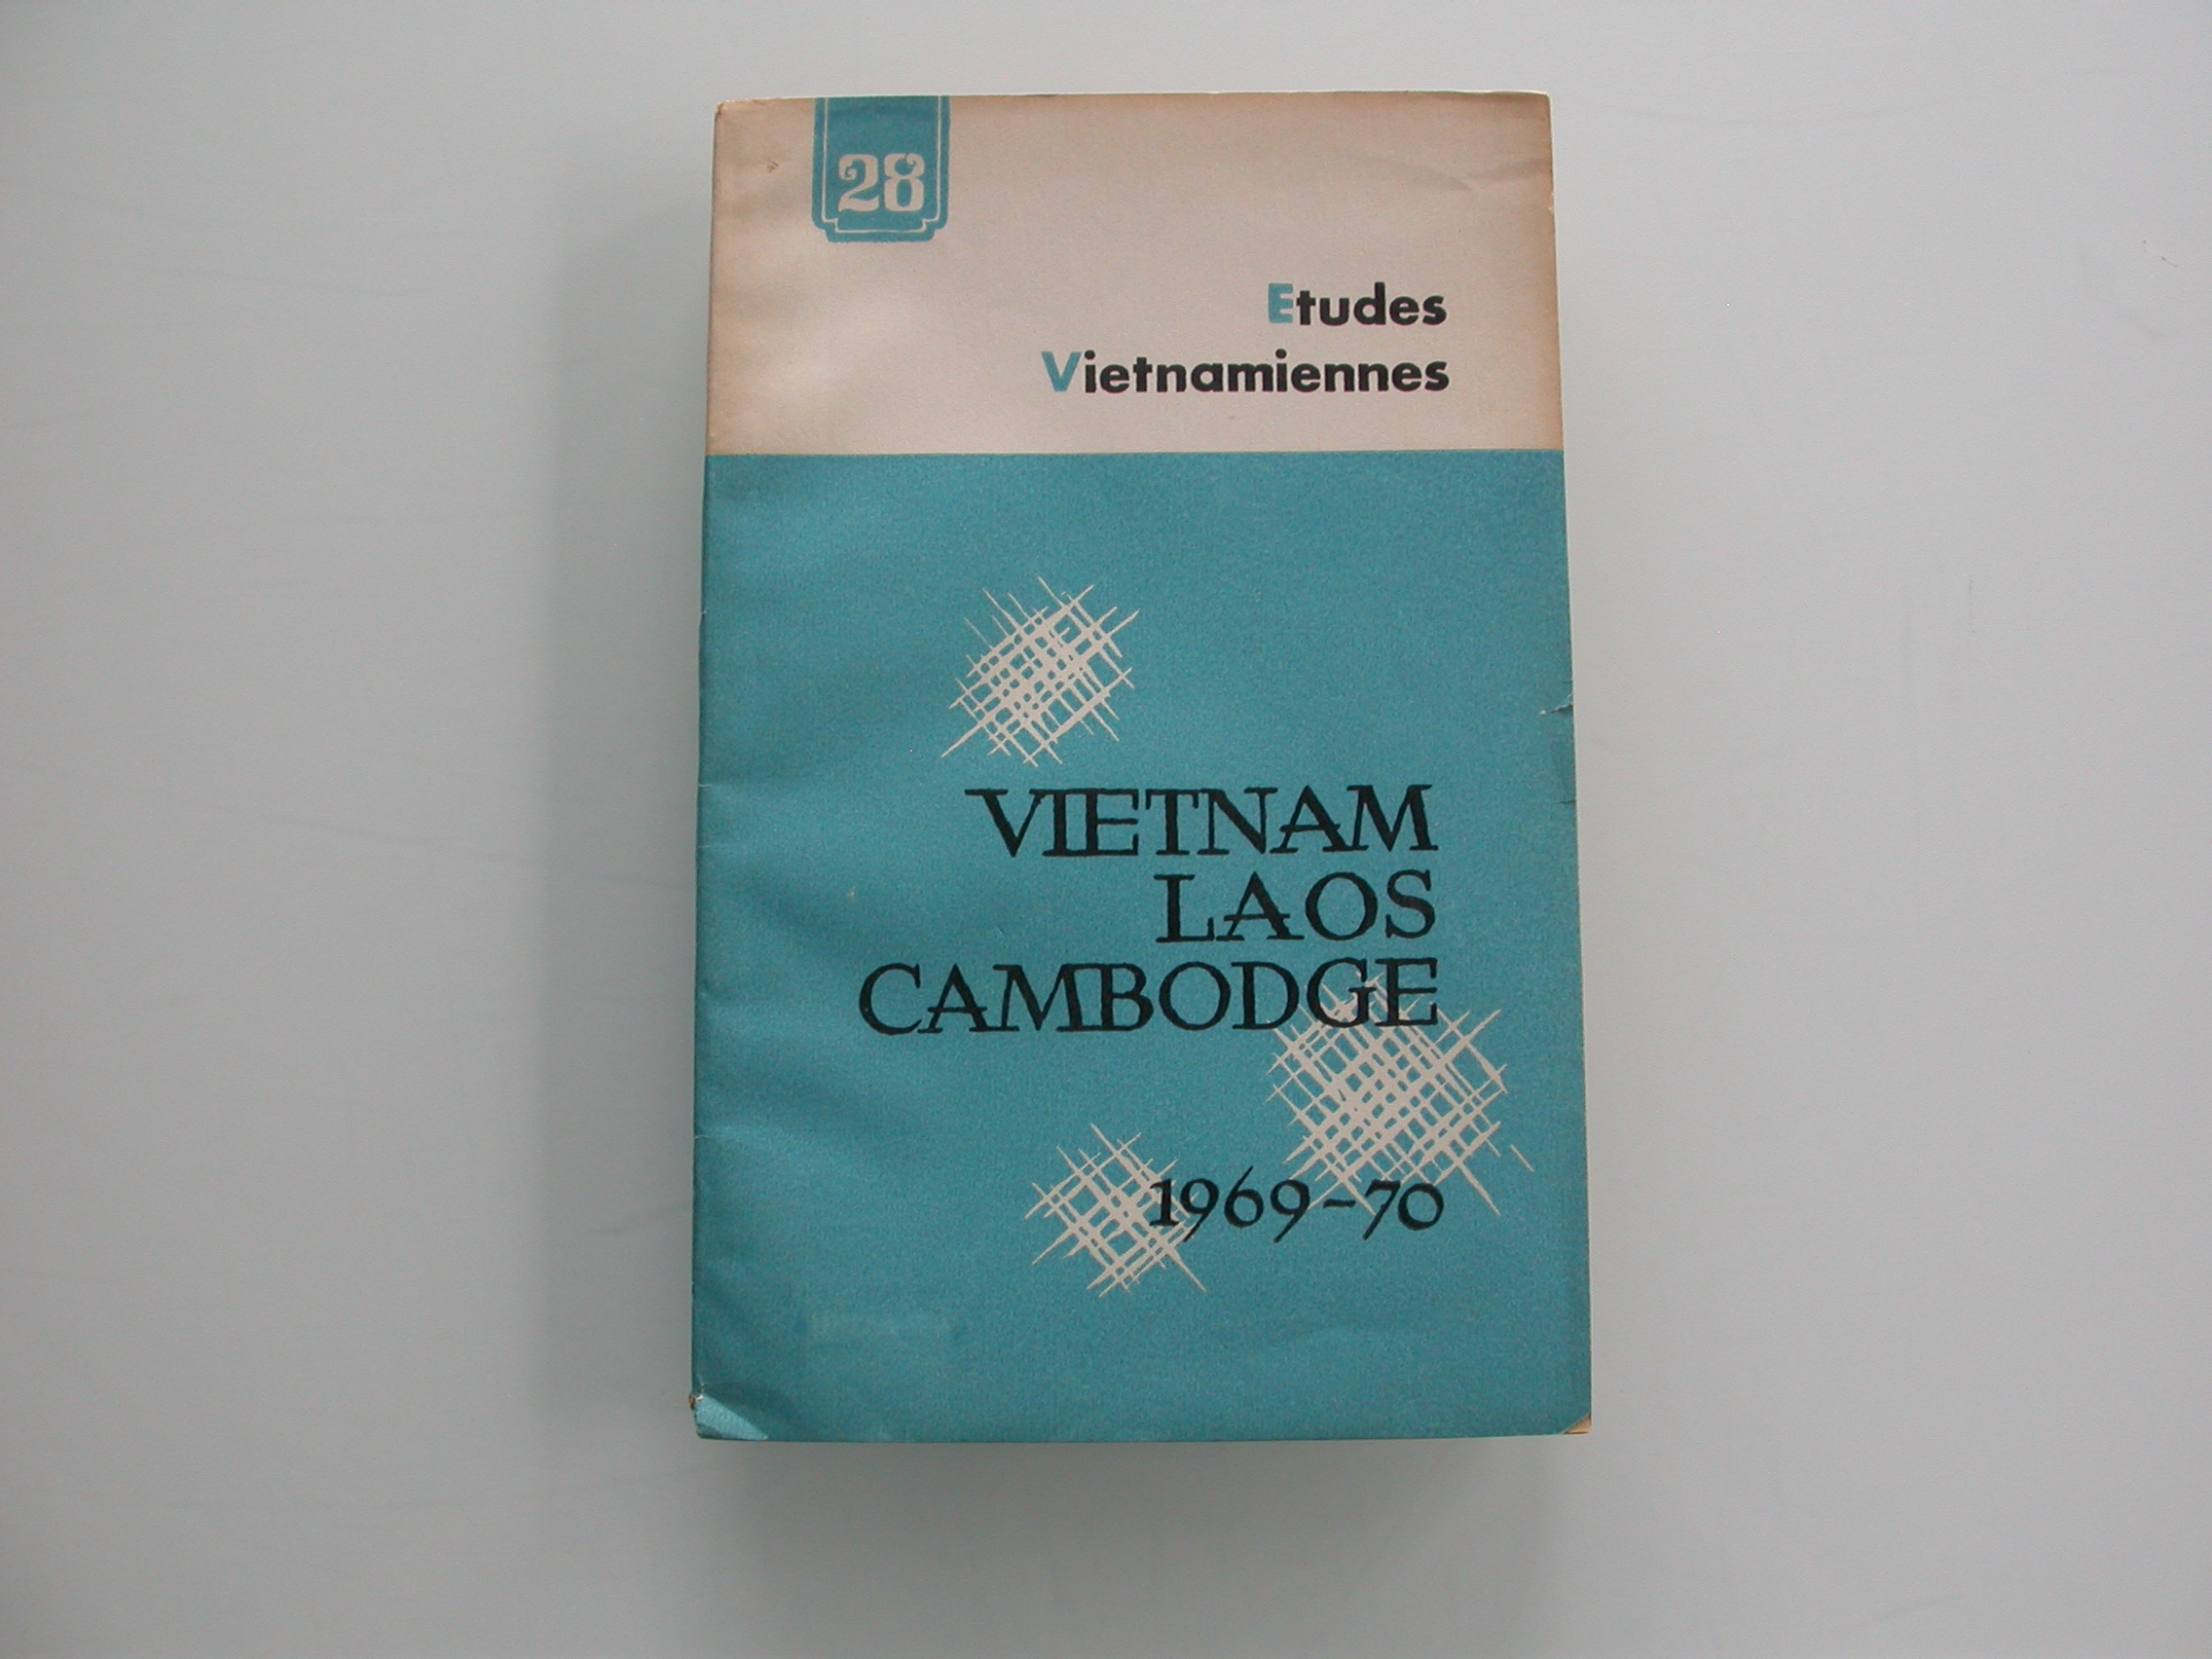 28
Etudes
Vietnamiennes
VIETNAM
LAOS
CAMBODGE
1969-70